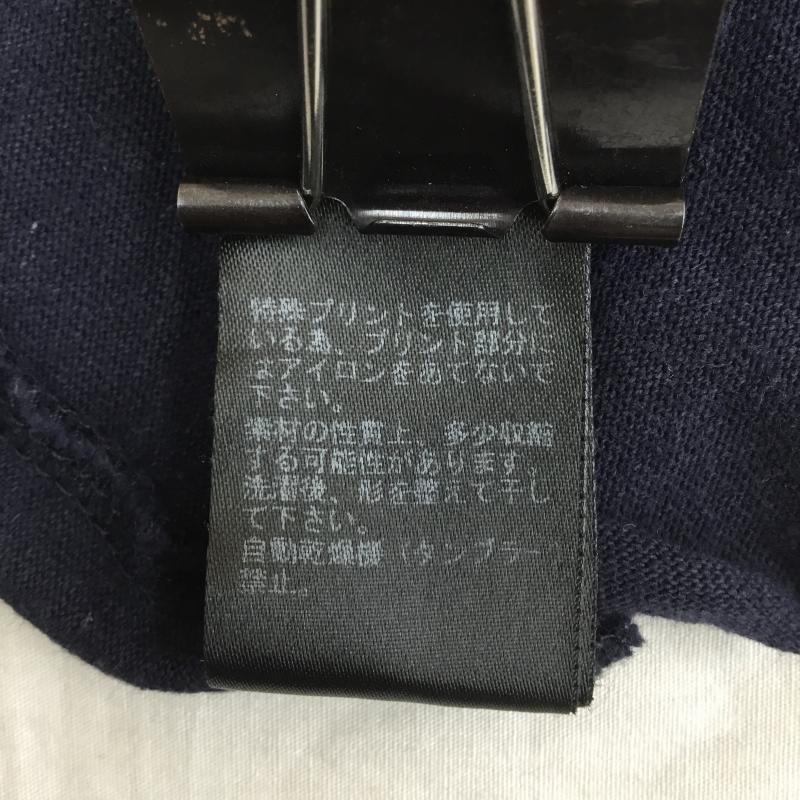 特殊プリントを使用して
いる為、プリント部分に
はアイロンをあてないで
下さい。
素材の性質上、多少収縮
する可能性があります。
洗濯後、形を整えて干し
て下さい。
自動乾燥機（タンブラー）
禁止。